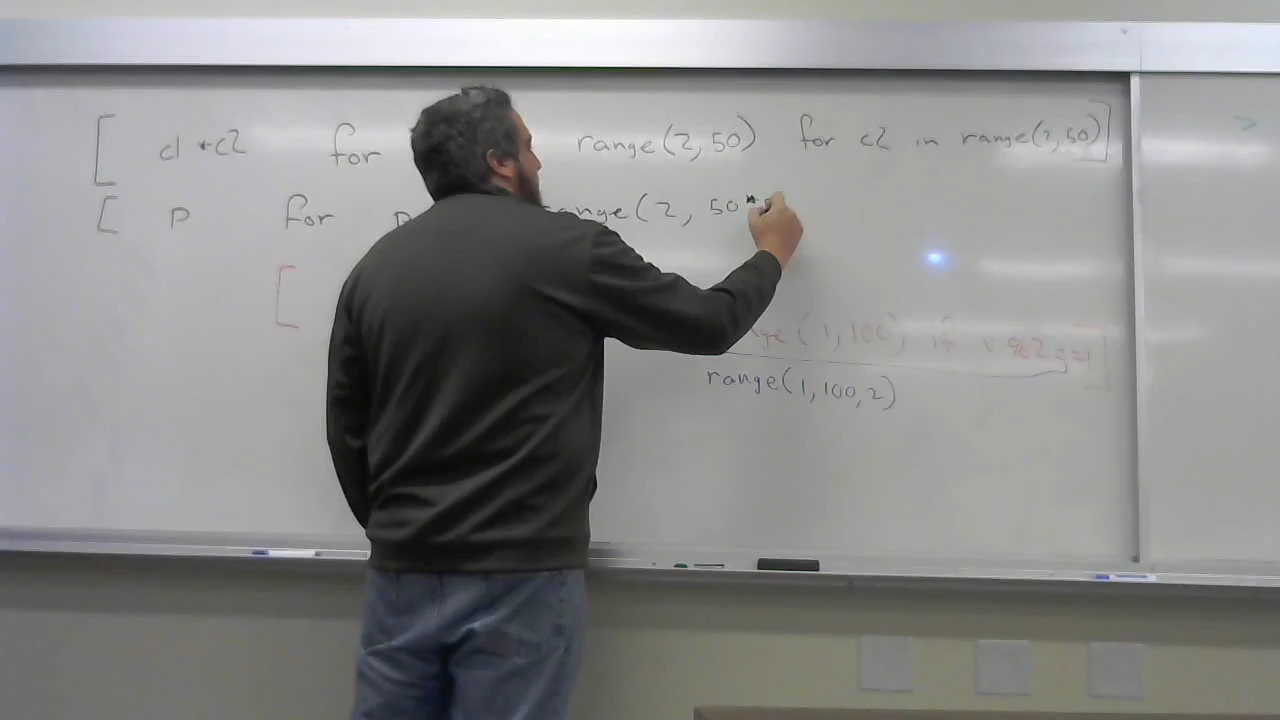 [ c1 * c2 for range(2,50) for c2 in range(2,50)]
[ p for p range(2, 50*
[ range(1,100) if %2==1]
range(1,100,2)
>